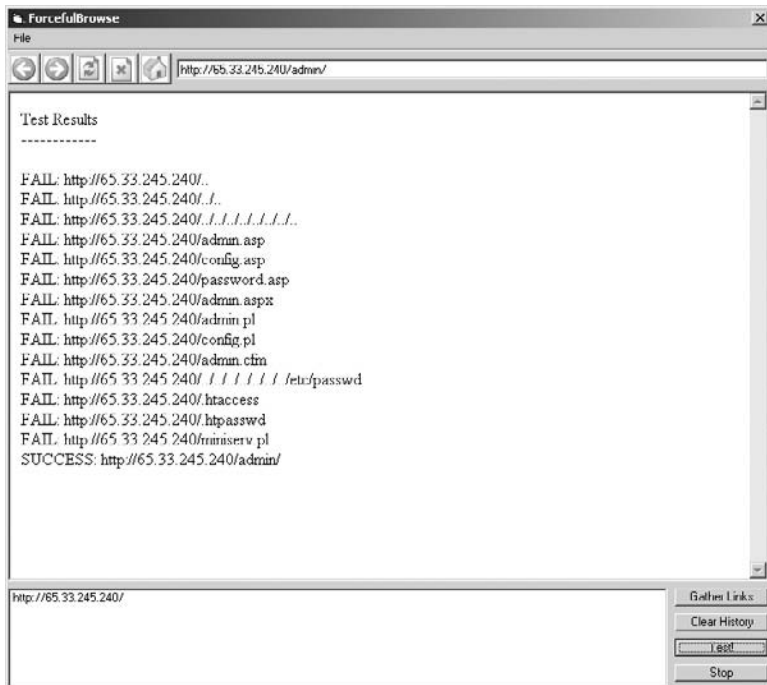 ForcefulBrowse
File
http://65.33.245.240/admin/
Test Results
------------
FAIL: http://65.33.245.240/..
FAIL: http://65.33.245.240/../..
FAIL: http://65.33.245.240/../../../../../../../..
FAIL: http://65.33.245.240/admin.asp
FAIL: http://65.33.245.240/config.asp
FAIL: http://65.33.245.240/password.asp
FAIL: http://65.33.245.240/admin.aspx
FAIL: http://65.33.245.240/admin.pl
FAIL: http://65.33.245.240/config.pl
FAIL: http://65.33.245.240/admin.cfm
FAIL: http://65.33.245.240/../../../../../../../etc/passwd
FAIL: http://65.33.245.240/.htaccess
FAIL: http://65.33.245.240/.htpasswd
FAIL: http://65.33.245.240/miniserv.pl
SUCCESS: http://65.33.245.240/admin/
http://65.33.245.240/
Gather Links
Clear History
Test!
Stop